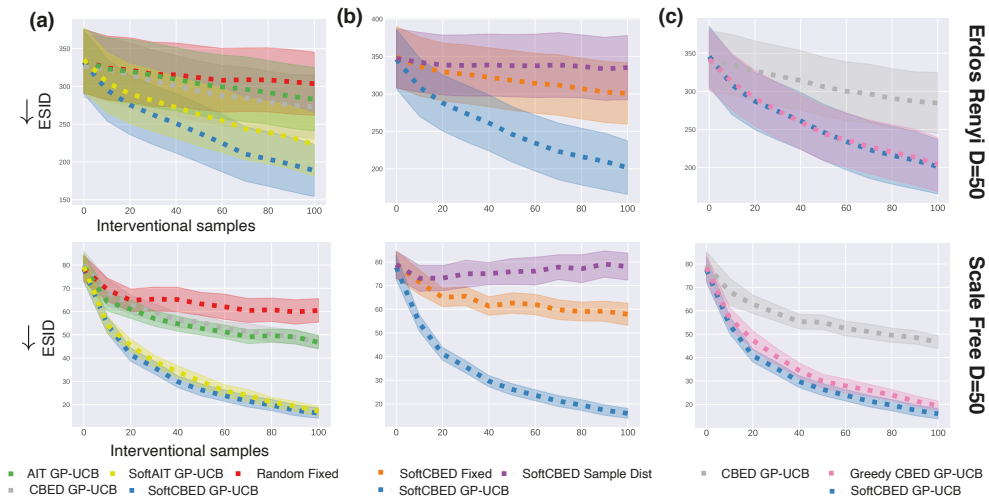 (a)
(b)
(c)
350
300
250
200
150
0 20 40 60 80 100
Interventional samples
← ESID
400
350
300
250
200
150
0 20 40 60 80 100
350
300
250
200
150
0 20 40 60 80 100
Erdos Renyi D=50
80
70
60
50
40
30
20
0 20 40 60 80 100
Interventional samples
← ESID
80
70
60
50
40
30
20
0 20 40 60 80 100
80
70
60
50
40
30
20
0 20 40 60 80 100
Scale Free D=50
AIT GP-UCB SoftAIT GP-UCB Random Fixed
CBED GP-UCB SoftCBED GP-UCB
SoftCBED Fixed SoftCBED Sample Dist
SoftCBED GP-UCB
CBED GP-UCB Greedy CBED GP-UCB
SoftCBED GP-UCB